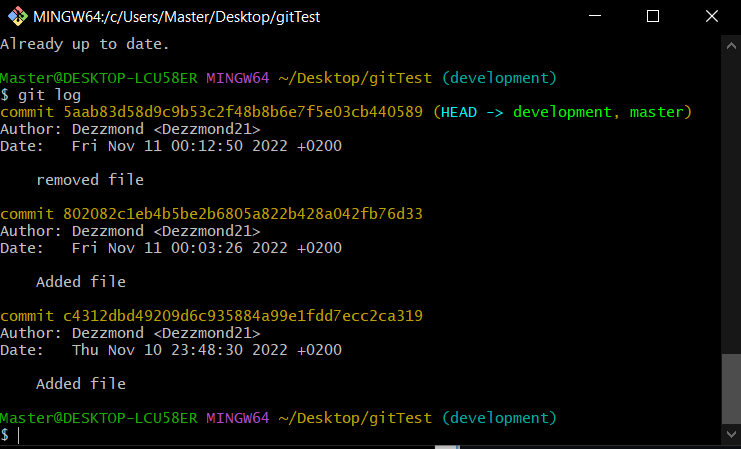 MINGW64:/c/Users/Master/Desktop/gitTest
Already up to date.
Master@DESKTOP-LCU58ER MINGW64 ~/Desktop/gitTest (development)
$ git log
commit 5aab83d58d9c9b53c2f48b8b6e7f5e03cb440589 (HEAD -> development, master)
Author: Dezzmond <Dezzmond21>
Date:   Fri Nov 11 00:12:50 2022 +0200
    removed file
commit 802082c1eb4b5be2b6805a822b428a042fb76d33
Author: Dezzmond <Dezzmond21>
Date:   Fri Nov 11 00:03:26 2022 +0200
    Added file
commit c4312dbd49209d6c935884a99e1fdd7ecc2ca319
Author: Dezzmond <Dezzmond21>
Date:   Thu Nov 10 23:48:30 2022 +0200
    Added file
Master@DESKTOP-LCU58ER MINGW64 ~/Desktop/gitTest (development)
$